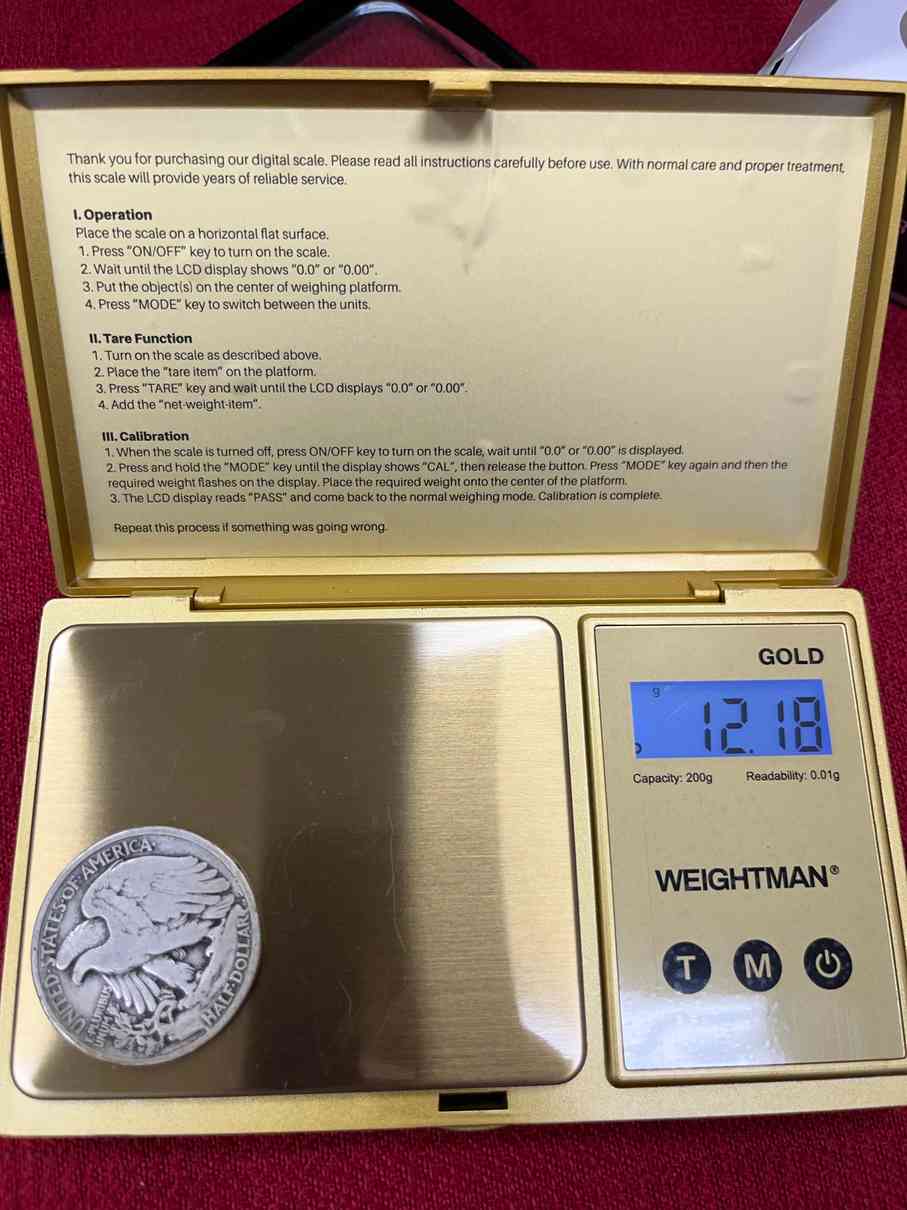 Thank you for purchasing our digital scale. Please read all instructions carefully before use. With normal care and proper treatment,
this scale will provide years of reliable service.
I. Operation
Place the scale on a horizontal flat surface.
1. Press "ON/OFF" key to turn on the scale.
2. Wait until the LCD display shows "0.0" or "0.00".
3. Put the object(s) on the center of weighing platform.
4. Press "MODE" key to switch between the units.
II. Tare Function
1. Turn on the scale as described above.
2. Place the "tare item" on the platform.
3. Press "TARE" key and wait until the LCD displays "0.0" or "0.00".
4. Add the "net-weight-item".
III. Calibration
1. When the scale is turned off, press ON/OFF key to turn on the scale, wait until "0.0" or "0.00" is displayed.
2. Press and hold the "MODE" key until the display shows "CAL", then release the button. Press "MODE" key again and then the
required weight flashes on the display. Place the required weight onto the center of the platform.
3. The LCD display reads "PASS" and come back to the normal weighing mode. Calibration is complete.
Repeat this process if something was going wrong.
GOLD
g
12.18
Capacity: 200g Readability: 0.01g
WEIGHTMAN®
T M
UNITED·STATES·OF·AMERICA·
HALF·DOLLAR·